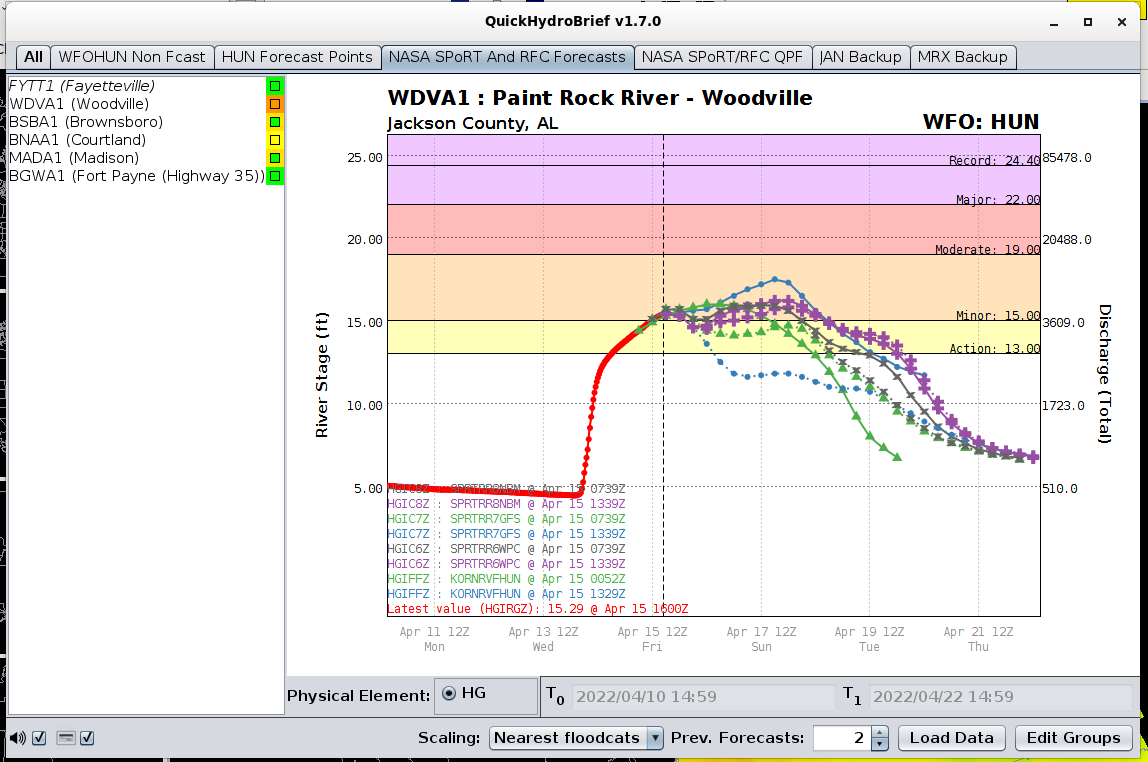 QuickHydroBrief v1.7.0
All WFOHUN Non Fcast HUN Forecast Points NASA SPoRT And RFC Forecasts NASA SPoRT/RFC QPF JAN Backup MRX Backup
FYTT1 (Fayetteville)
WDVA1 (Woodville)
BSBA1 (Brownsboro)
BNAA1 (Courtland)
MADA1 (Madison)
BGWA1 (Fort Payne (Highway 35))
WDVA1 : Paint Rock River - Woodville
Jackson County, AL
WFO: HUN
25.00
Record: 24.40
85478.0
Major: 22.00
20.00
20488.0
Moderate: 19.00
Minor: 15.00
15.00
3609.0
Action: 13.00
10.00
1723.0
5.00
510.0
River Stage (ft)
Discharge (Total)
HGIC8Z : SPRTRR8NBM @ Apr 15 0739Z
HGIC8Z : SPRTRR8NBM @ Apr 15 1339Z
HGIC7Z : SPRTRR7GFS @ Apr 15 0739Z
HGIC7Z : SPRTRR7GFS @ Apr 15 1339Z
HGIC6Z : SPRTRR6WPC @ Apr 15 0739Z
HGIC6Z : SPRTRR6WPC @ Apr 15 1339Z
HGIFFZ : KORNRVFHUN @ Apr 15 0052Z
HGIFFZ : KORNRVFHUN @ Apr 15 1329Z
Latest value (HGIRGZ): 15.29 @ Apr 15 1600Z
Apr 11 12Z Apr 13 12Z Apr 15 12Z Apr 17 12Z Apr 19 12Z Apr 21 12Z
Mon Wed Fri Sun Tue Thu
Physical Element: HG T0 2022/04/10 14:59 T1 2022/04/22 14:59
Scaling: Nearest floodcats Prev. Forecasts: 2 Load Data Edit Groups